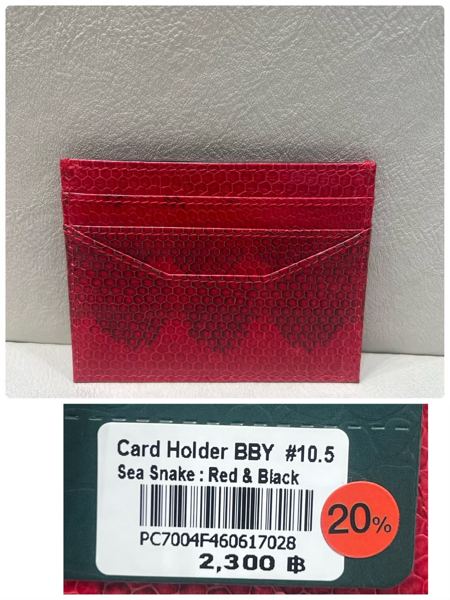 Card Holder BBY #10.5
Sea Snake : Red & Black
PC7004F460617028
2,300 ฿
20%